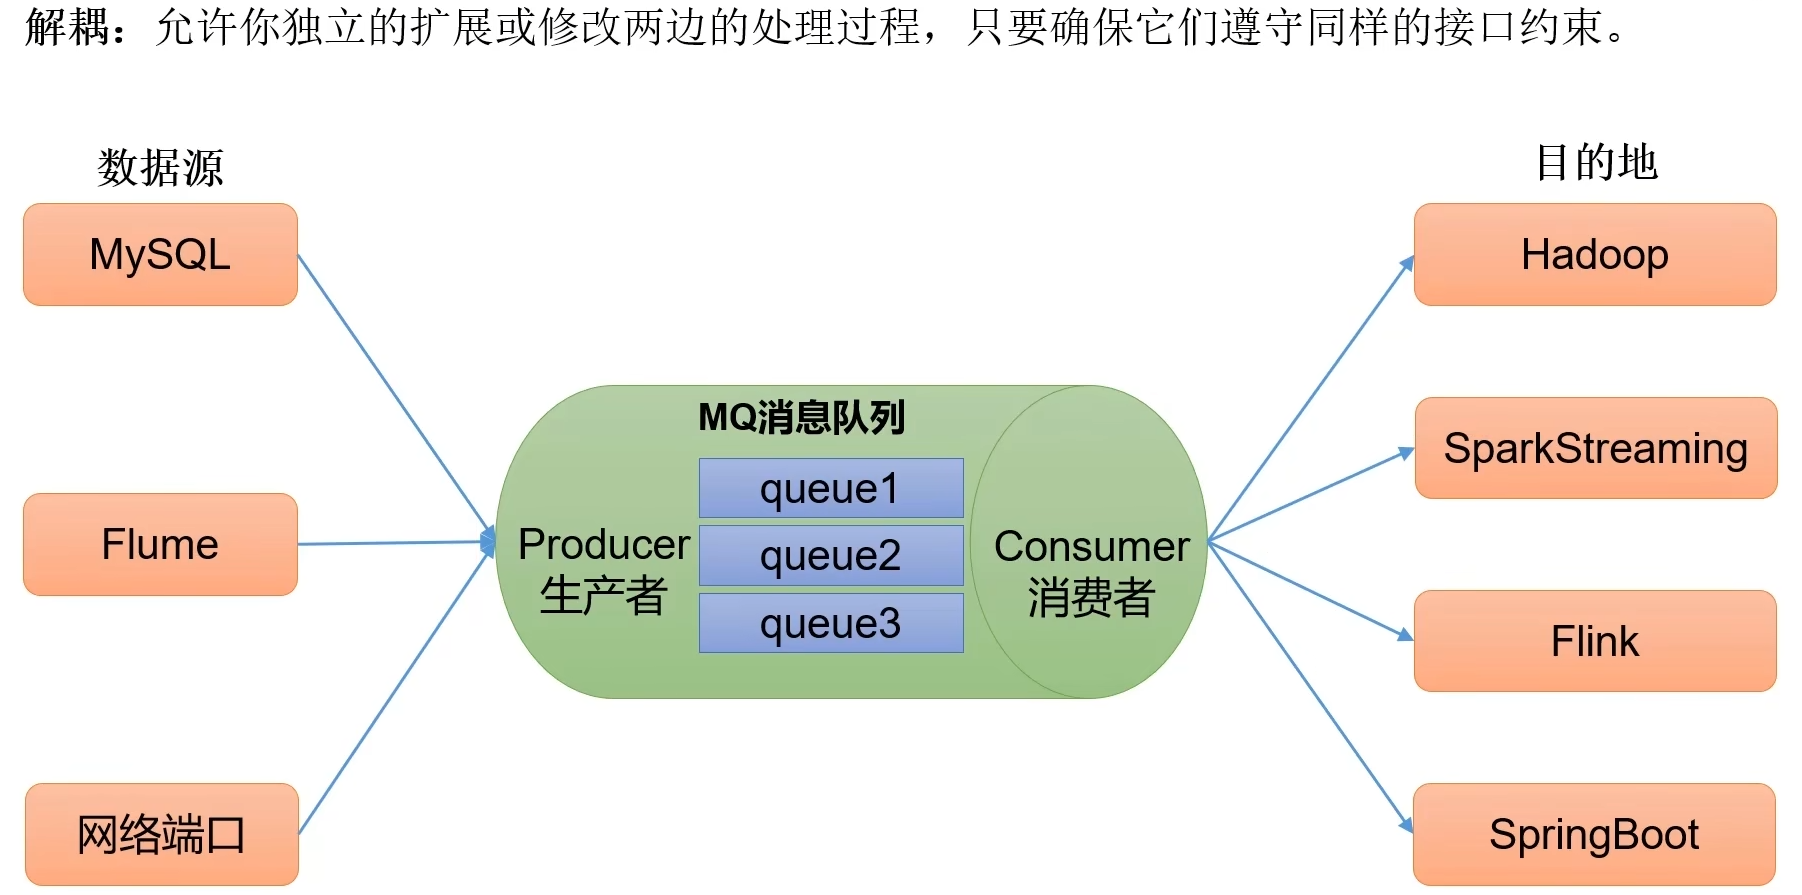 解耦：允许你独立的扩展或修改两边的处理过程，只要确保它们遵守同样的接口约束。
数据源
目的地
MySQL
Hadoop
MQ消息队列
SparkStreaming
queue1
Flume
Producer
生产者
queue2
Consumer
消费者
queue3
Flink
网络端口
SpringBoot